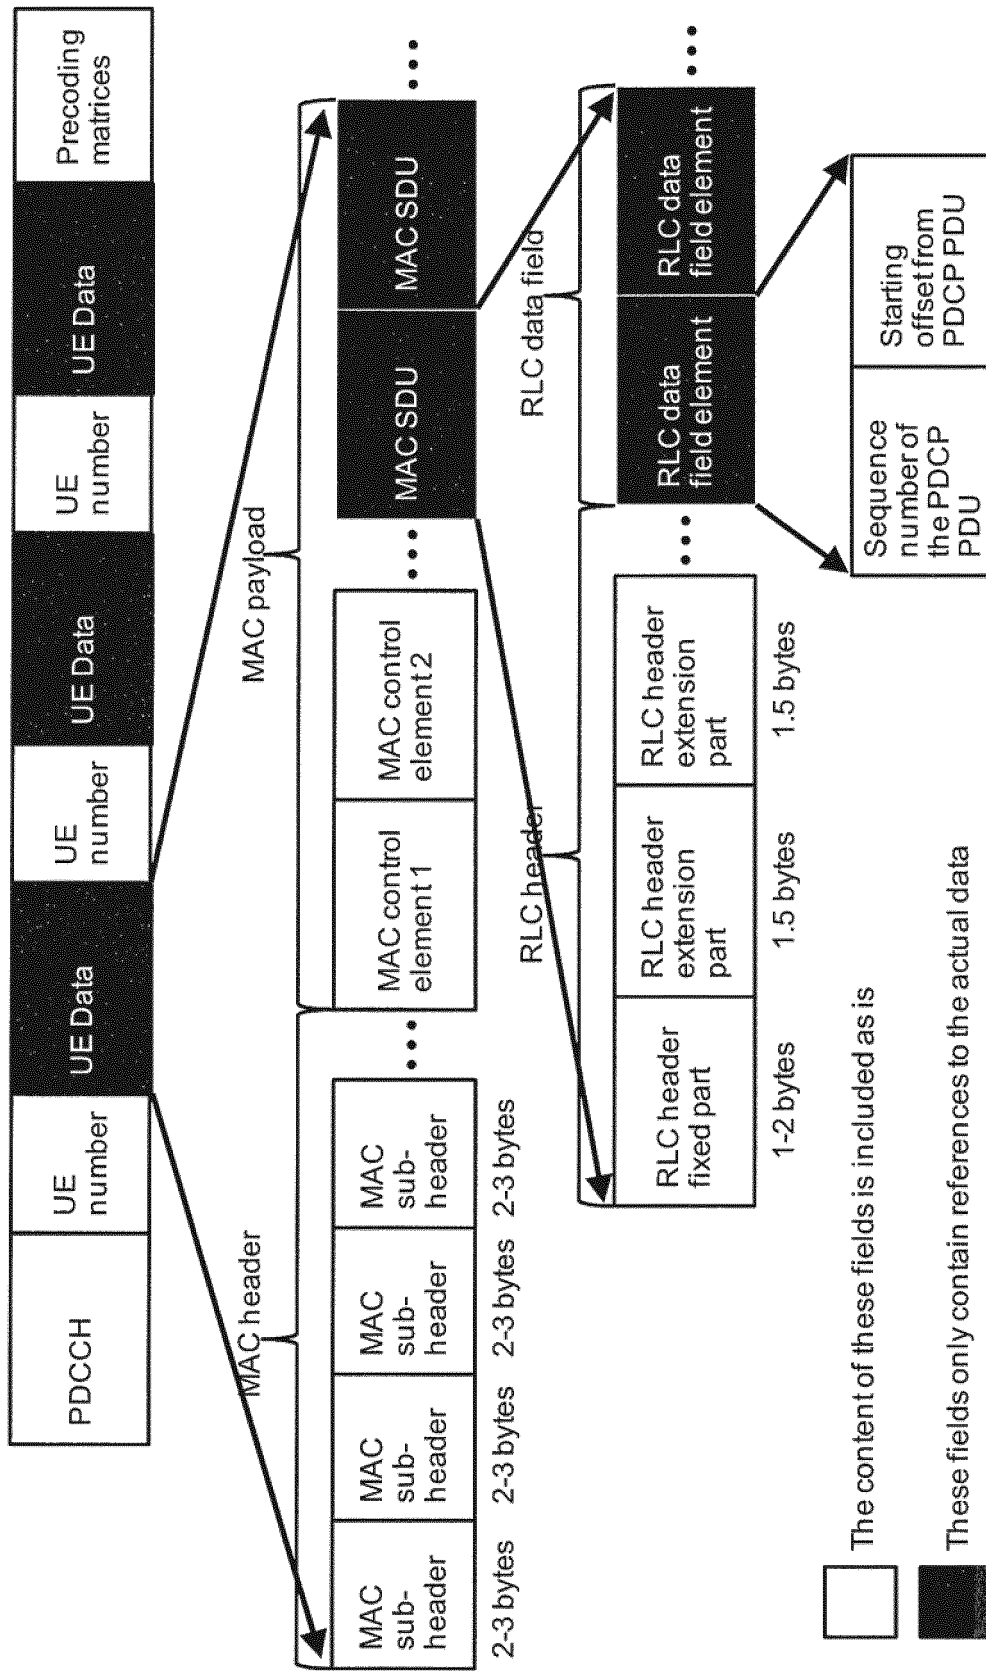 PDCCH
UE
number
UE Data
UE
number
UE Data
UE
number
UE Data
Precoding
matrices
MAC header
MAC payload
MAC
sub-
header
MAC
sub-
header
MAC
sub-
header
MAC
sub-
header
MAC control
element 1
MAC control
element 2
MAC SDU
MAC SDU
2-3 bytes
2-3 bytes
2-3 bytes
2-3 bytes
RLC header
RLC data field
RLC header
fixed part
RLC header
extension
part
RLC header
extension
part
RLC data
field element
RLC data
field element
1-2 bytes
1.5 bytes
1.5 bytes
Sequence
number of
the PDCP
PDU
Starting
offset from
PDCP PDU
The content of these fields is included as is
These fields only contain references to the actual data